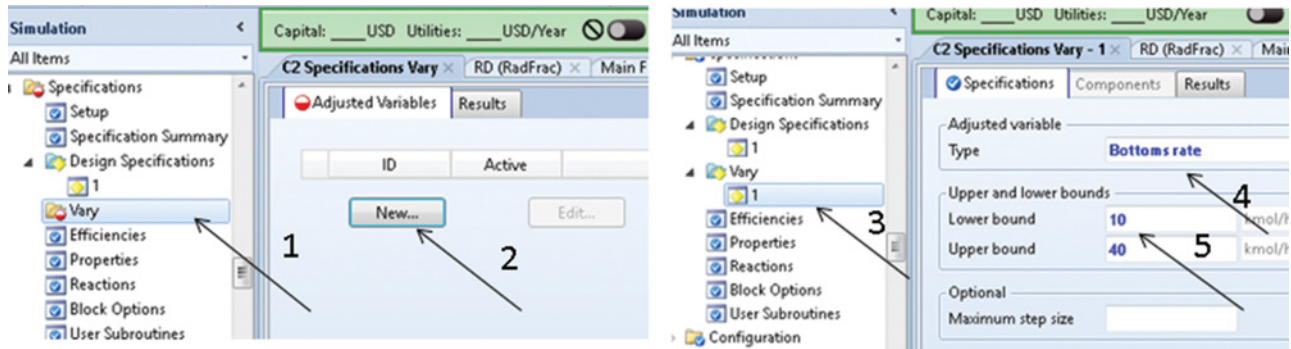 Simulation <
Capital: ____USD Utilities: ____USD/Year
All Items
C2 Specifications Vary × RD (RadFrac) × Main F
Specifications
Adjusted Variables Results
Setup
Specification Summary
Design Specifications
ID Active
1
Vary
New... Edit...
Efficiencies
1
2
Properties
Reactions
Block Options
User Subroutines
Simulation
Capital: ____USD Utilities: ____USD/Year
All Items
C2 Specifications Vary - 1 × RD (RadFrac) × Mai
Specifications
Specifications Components Results
Setup
Specification Summary
Design Specifications
Adjusted variable
1
Type Bottoms rate
Vary
1
Upper and lower bounds
4
3
Efficiencies
Lower bound 10 kmol/h
Properties
Upper bound 40 5 kmol/h
Reactions
Block Options
Optional
User Subroutines
Maximum step size
Configuration